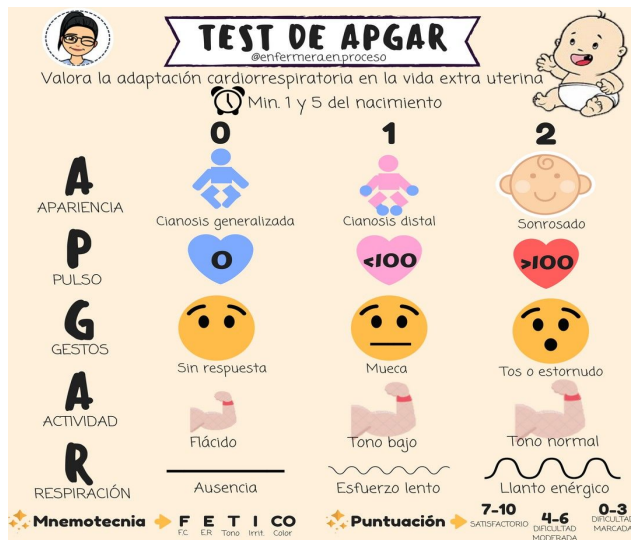 TEST DE APGAR
@enfermera.en.proceso
Valora la adaptación cardiorrespiratoria en la vida extra uterina
Min. 1 y 5 del nacimiento
0 1 2
A
APARIENCIA
Cianosis generalizada Cianosis distal Sonrosado
P
PULSO
0 <100 >100
G
GESTOS
Sin respuesta Mueca Tos o estornudo
A
ACTIVIDAD
Flácido Tono bajo Tono normal
R
RESPIRACIÓN
Ausencia Esfuerzo lento Llanto enérgico
Mnemotecnia F E T I CO
F.C. E.R Tono Irrit. Color
Puntuación
7-10 4-6 0-3
SATISFACTORIO DIFICULTAD MODERADA DIFICULTAD MARCADA